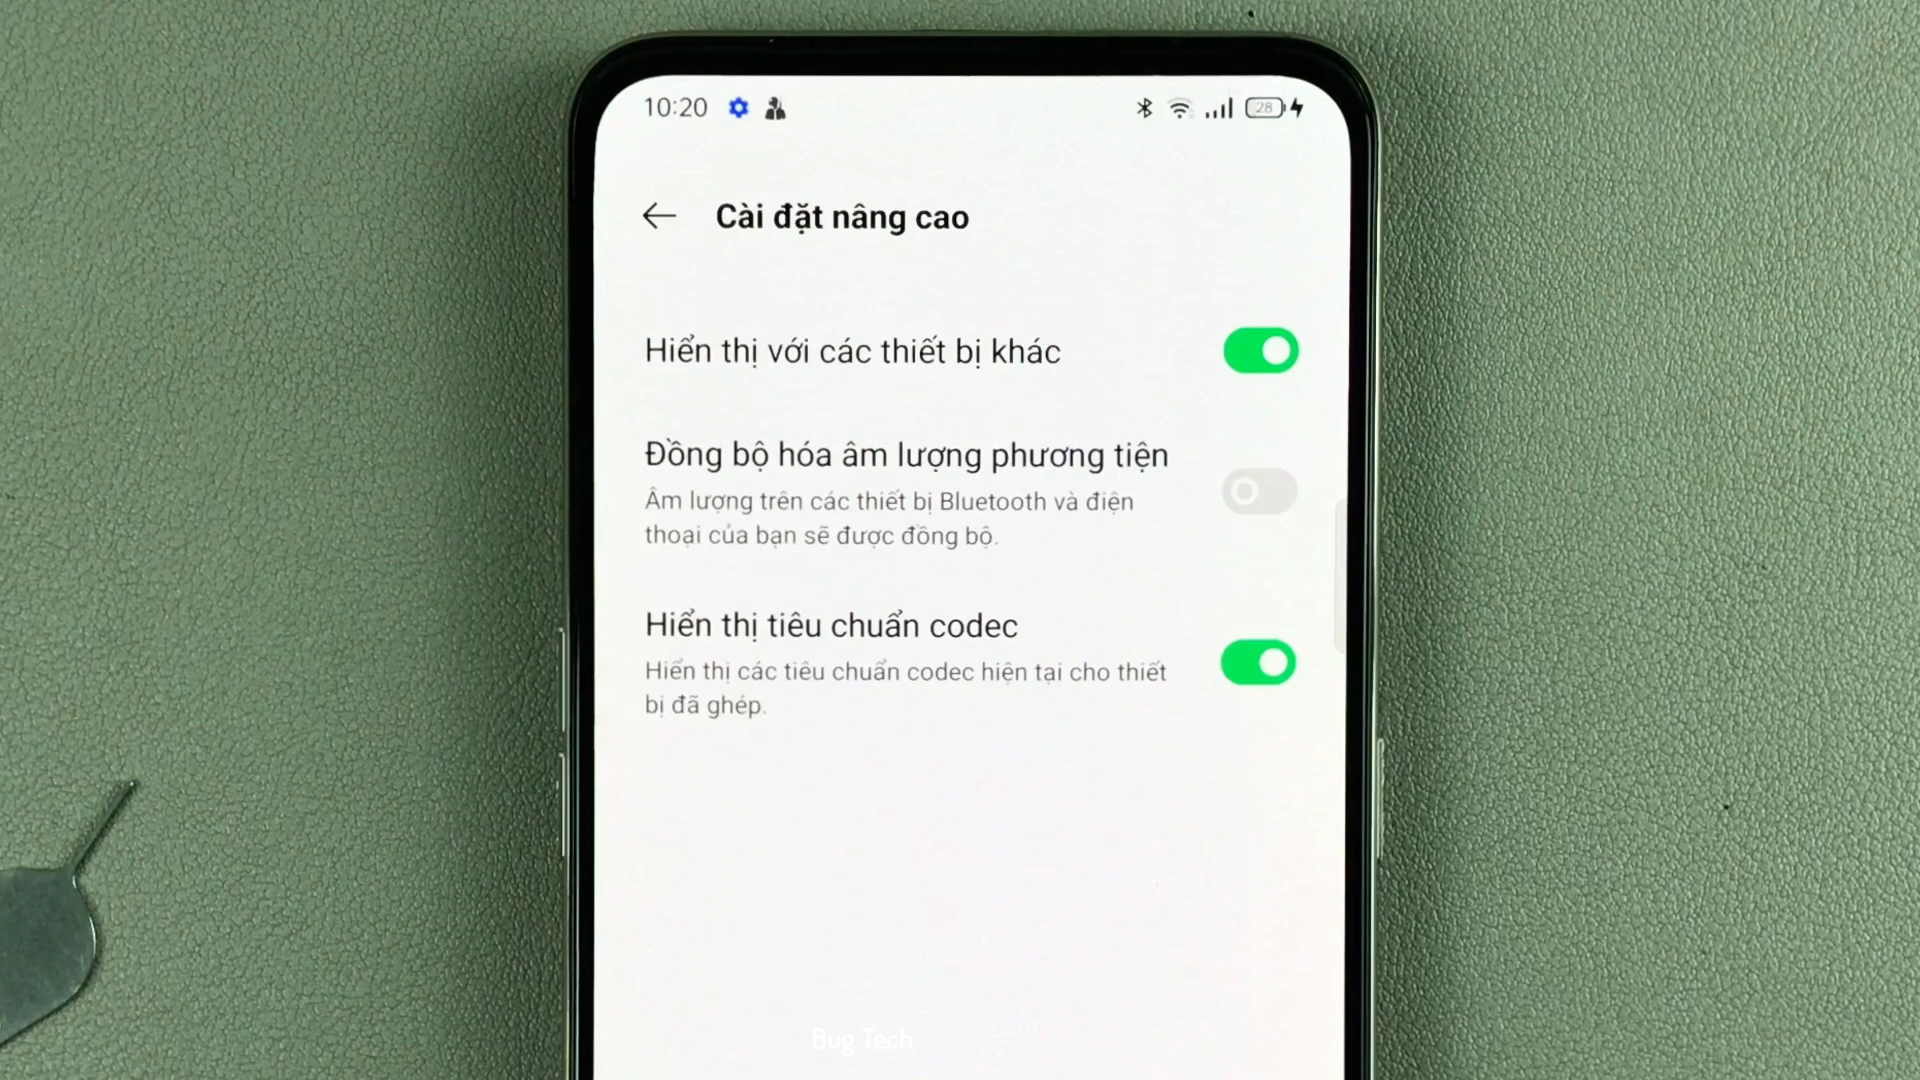 10:20
28
Cài đặt nâng cao
Hiển thị với các thiết bị khác
Đồng bộ hóa âm lượng phương tiện
Âm lượng trên các thiết bị Bluetooth và điện
thoại của bạn sẽ được đồng bộ.
Hiển thị tiêu chuẩn codec
Hiển thị các tiêu chuẩn codec hiện tại cho thiết
bị đã ghép.
Bug Tech